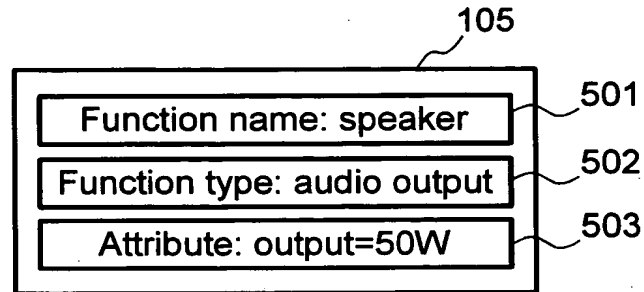 105
Function name: speaker
501
Function type: audio output
502
Attribute: output=50W
503